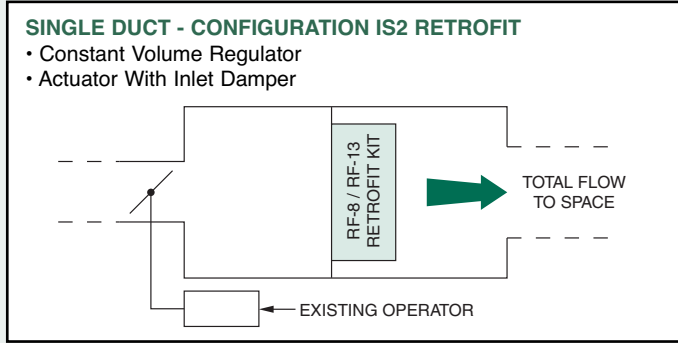 SINGLE DUCT - CONFIGURATION IS2 RETROFIT
• Constant Volume Regulator
• Actuator With Inlet Damper
RF-8 / RF-13
RETROFIT KIT
TOTAL FLOW
TO SPACE
EXISTING OPERATOR